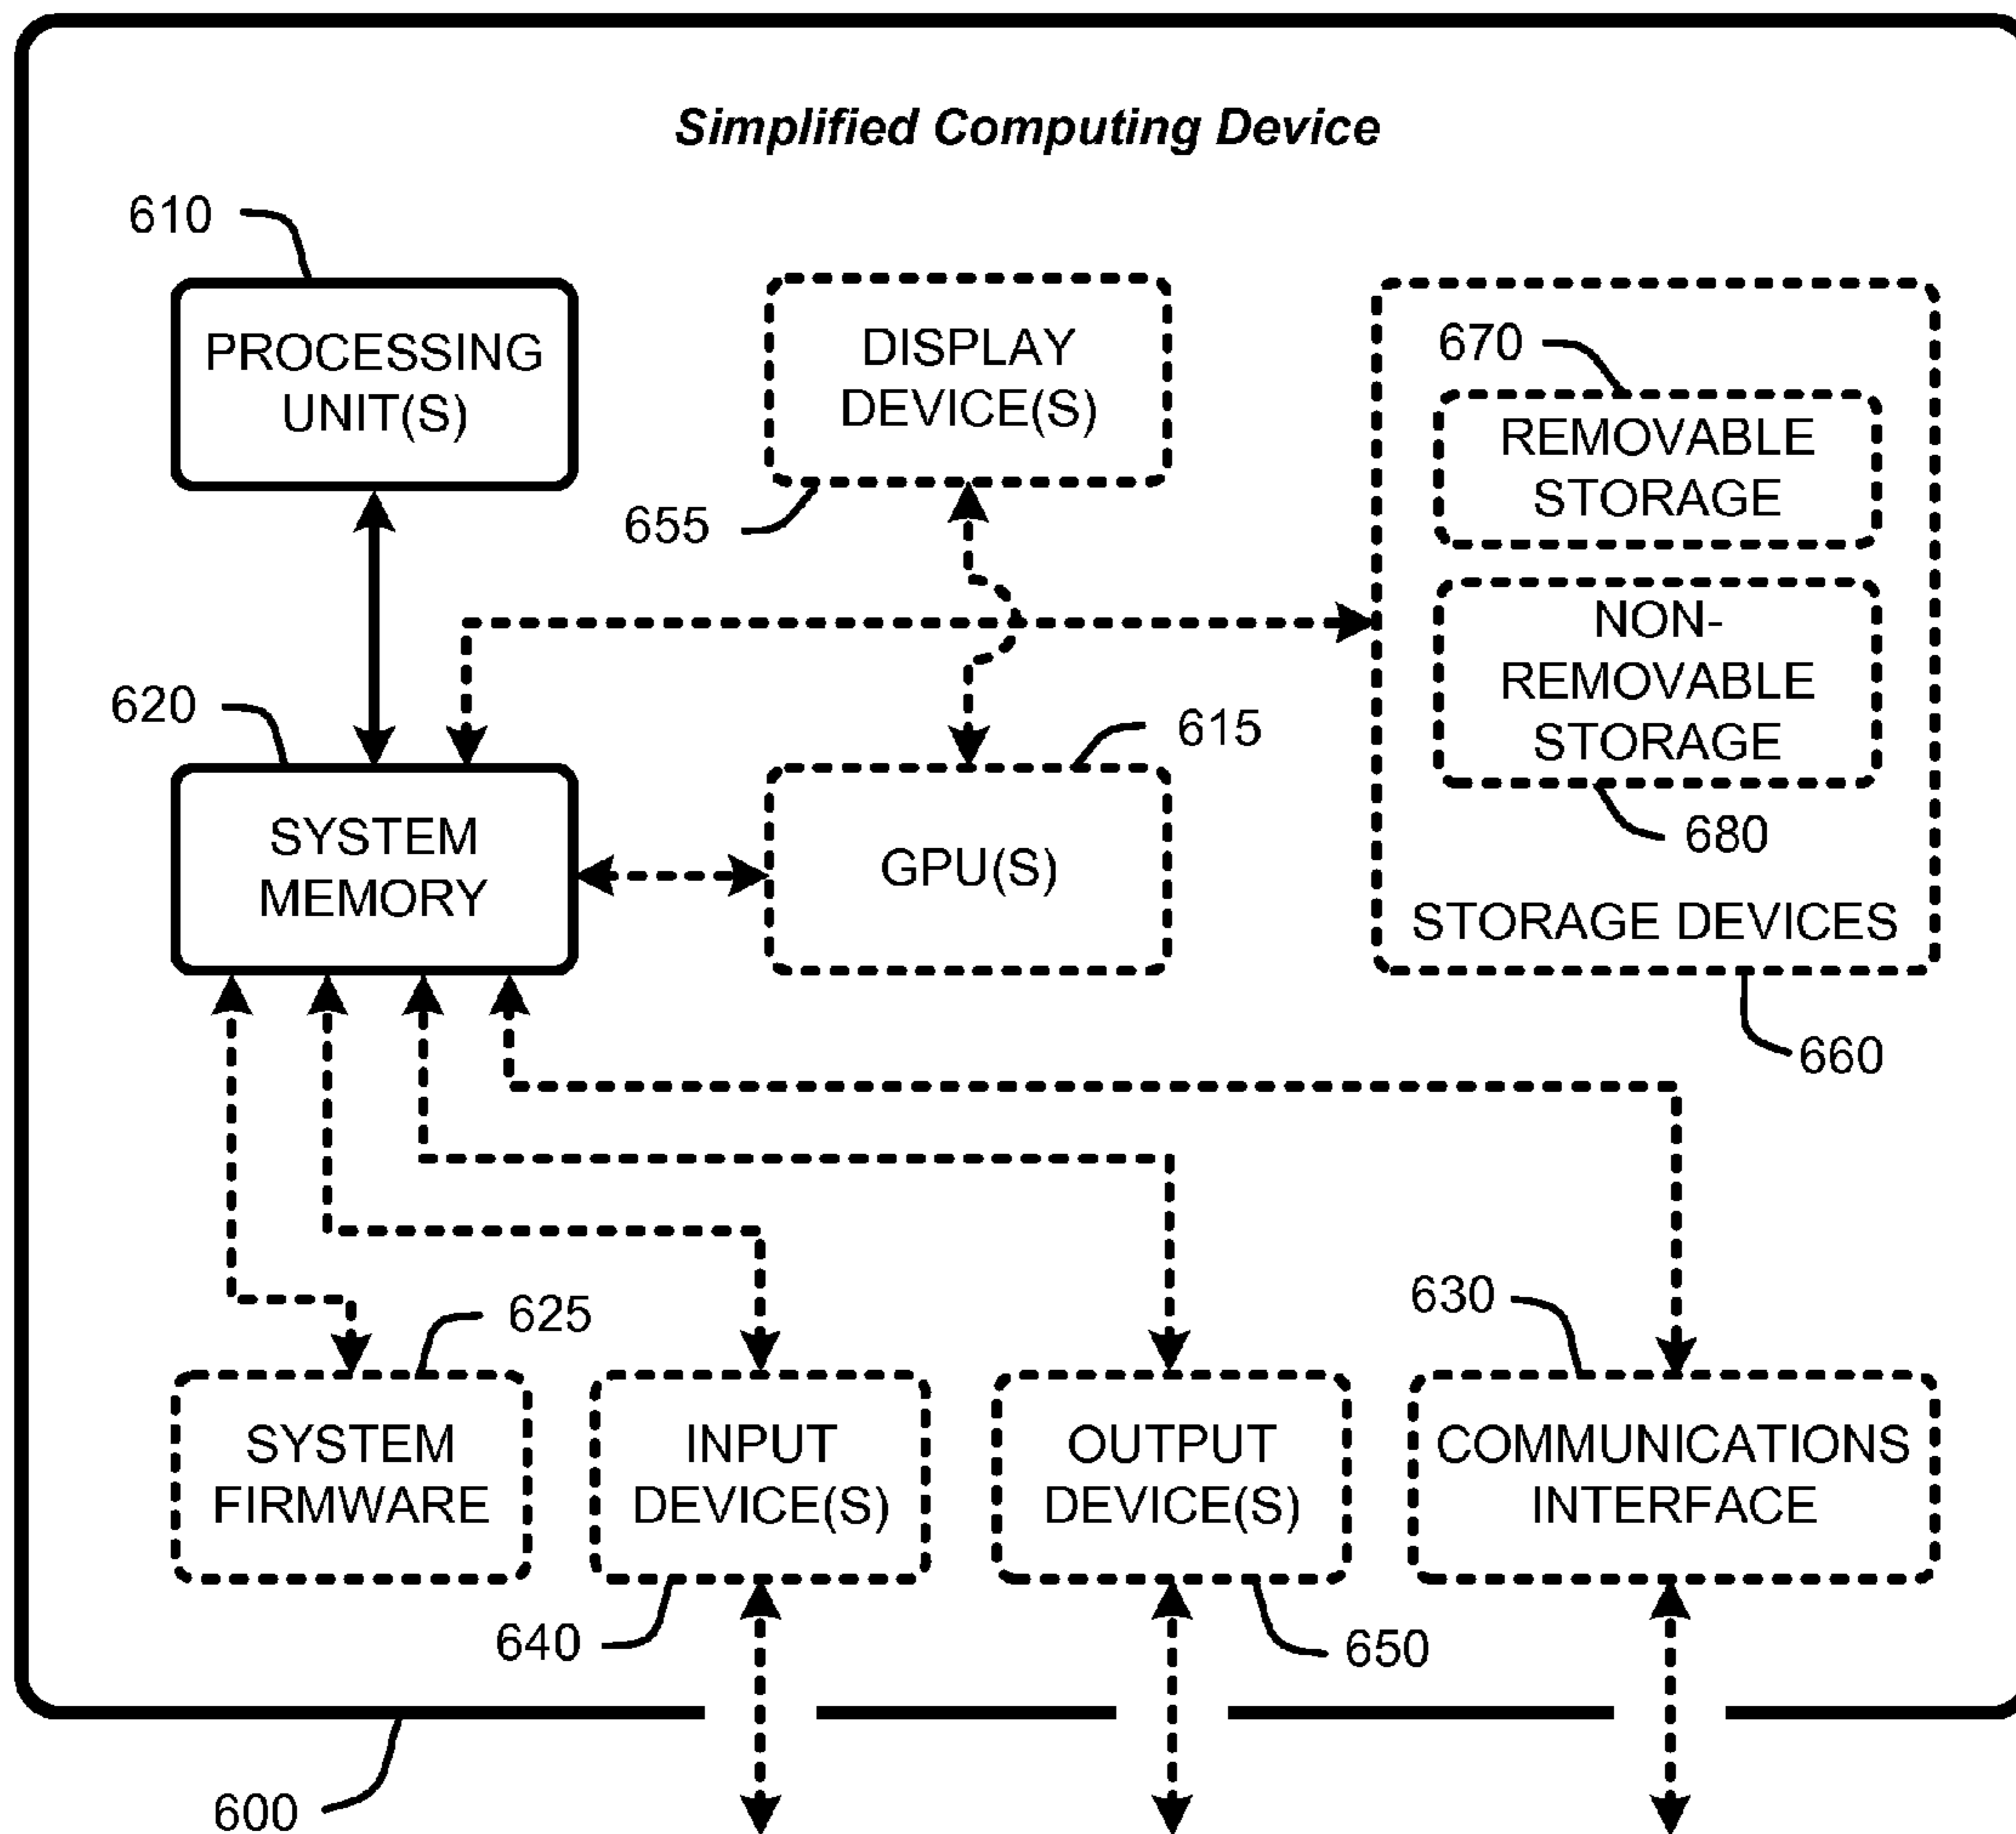 Simplified Computing Device
610
PROCESSING
UNIT(S)
DISPLAY
DEVICE(S)
655
670
REMOVABLE
STORAGE
NON-
REMOVABLE
STORAGE
680
STORAGE DEVICES
660
620
SYSTEM
MEMORY
615
GPU(S)
625
SYSTEM
FIRMWARE
INPUT
DEVICE(S)
640
OUTPUT
DEVICE(S)
650
630
COMMUNICATIONS
INTERFACE
600